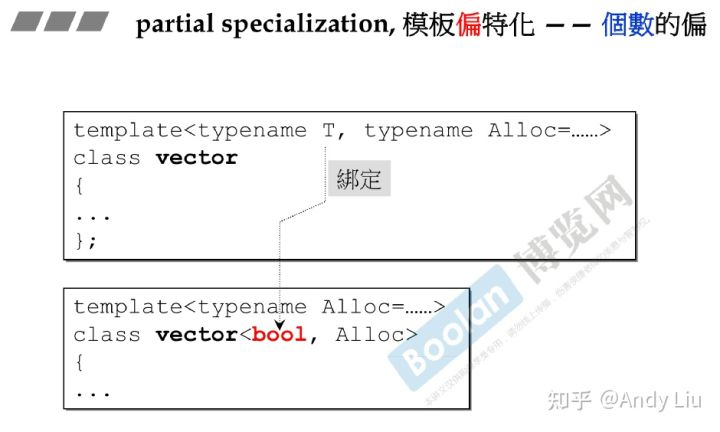 partial specialization, 模板偏特化 —— 個數的偏
template<typename T, typename Alloc=……>
class vector
{
綁定
...
};
template<typename Alloc=……>
class vector<bool, Alloc>
{
...
Boolan 博览网
知乎 @Andy Liu